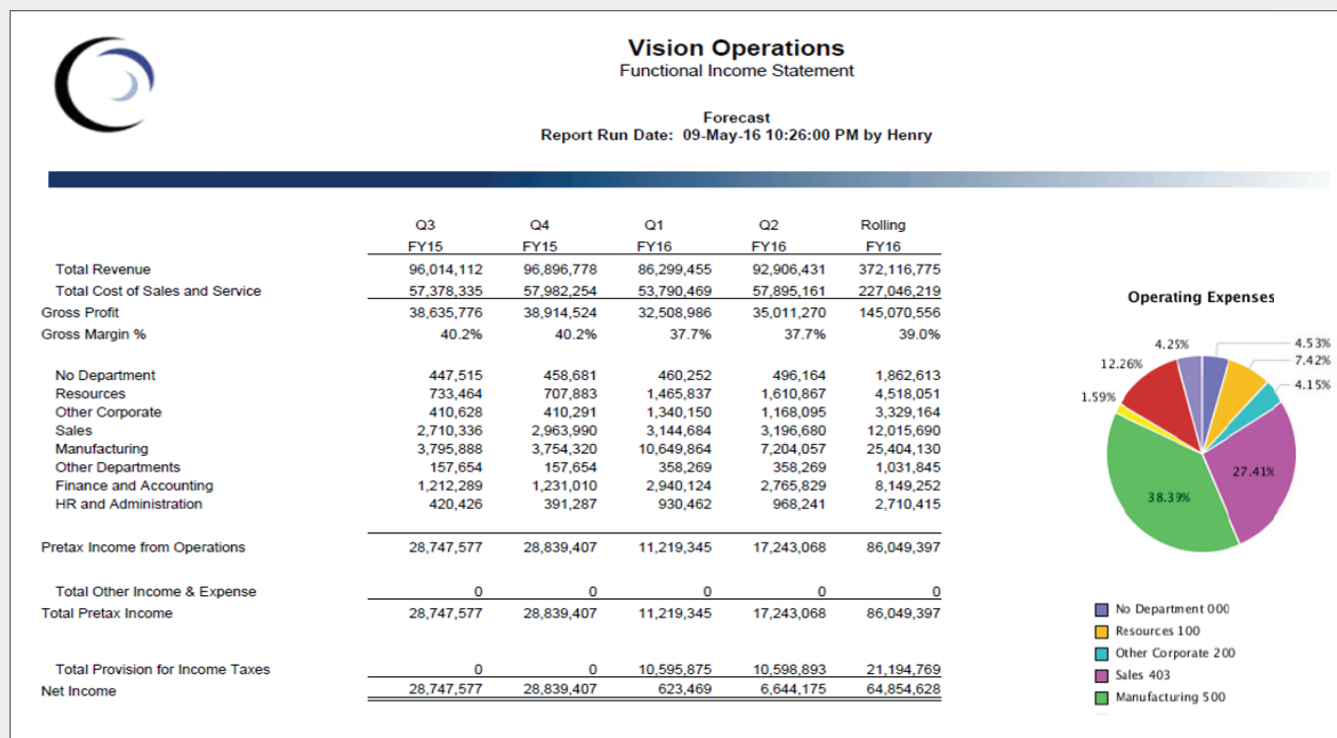 Vision Operations
Functional Income Statement
Forecast
Report Run Date: 09-May-16 10:26:00 PM by Henry
Q3 Q4 Q1 Q2 Rolling
FY15 FY15 FY16 FY16 FY16
Total Revenue 96,014,112 96,896,778 86,299,455 92,906,431 372,116,775
Total Cost of Sales and Service 57,378,335 57,982,254 53,790,469 57,895,161 227,046,219
Gross Profit 38,635,776 38,914,524 32,508,986 35,011,270 145,070,556
Gross Margin % 40.2% 40.2% 37.7% 37.7% 39.0%
No Department 447,515 458,681 460,252 496,164 1,862,613
Resources 733,464 707,883 1,465,837 1,610,867 4,518,051
Other Corporate 410,628 410,291 1,340,150 1,168,095 3,329,164
Sales 2,710,336 2,963,990 3,144,684 3,196,680 12,015,690
Manufacturing 3,795,888 3,754,320 10,649,864 7,204,057 25,404,130
Other Departments 157,654 157,654 358,269 358,269 1,031,845
Finance and Accounting 1,212,289 1,231,010 2,940,124 2,765,829 8,149,252
HR and Administration 420,426 391,287 930,462 968,241 2,710,415
Pretax Income from Operations 28,747,577 28,839,407 11,219,345 17,243,068 86,049,397
Total Other Income & Expense 0 0 0 0 0
Total Pretax Income 28,747,577 28,839,407 11,219,345 17,243,068 86,049,397
Total Provision for Income Taxes 0 0 10,595,875 10,598,893 21,194,769
Net Income 28,747,577 28,839,407 623,469 6,644,175 64,854,628
Operating Expenses
4.25% 4.53%
12.26% 7.42%
1.59% 4.15%
27.41%
38.39%
No Department 000
Resources 100
Other Corporate 200
Sales 403
Manufacturing 500